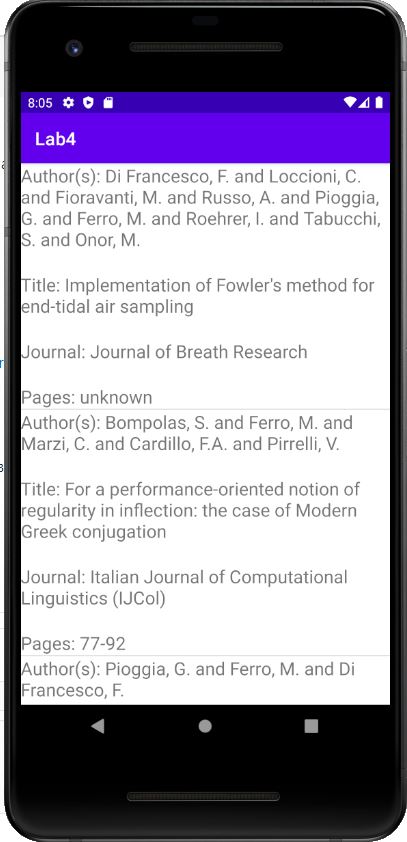 8:05
Lab4
Author(s): Di Francesco, F. and Loccioni, C.
and Fioravanti, M. and Russo, A. and Pioggia,
G. and Ferro, M. and Roehrer, I. and Tabucchi,
S. and Onor, M.
Title: Implementation of Fowler's method for
end-tidal air sampling
Journal: Journal of Breath Research
Pages: unknown
Author(s): Bompolas, S. and Ferro, M. and
Marzi, C. and Cardillo, F.A. and Pirrelli, V.
Title: For a performance-oriented notion of
regularity in inflection: the case of Modern
Greek conjugation
Journal: Italian Journal of Computational
Linguistics (IJCol)
Pages: 77-92
Author(s): Pioggia, G. and Ferro, M. and Di
Francesco, F.